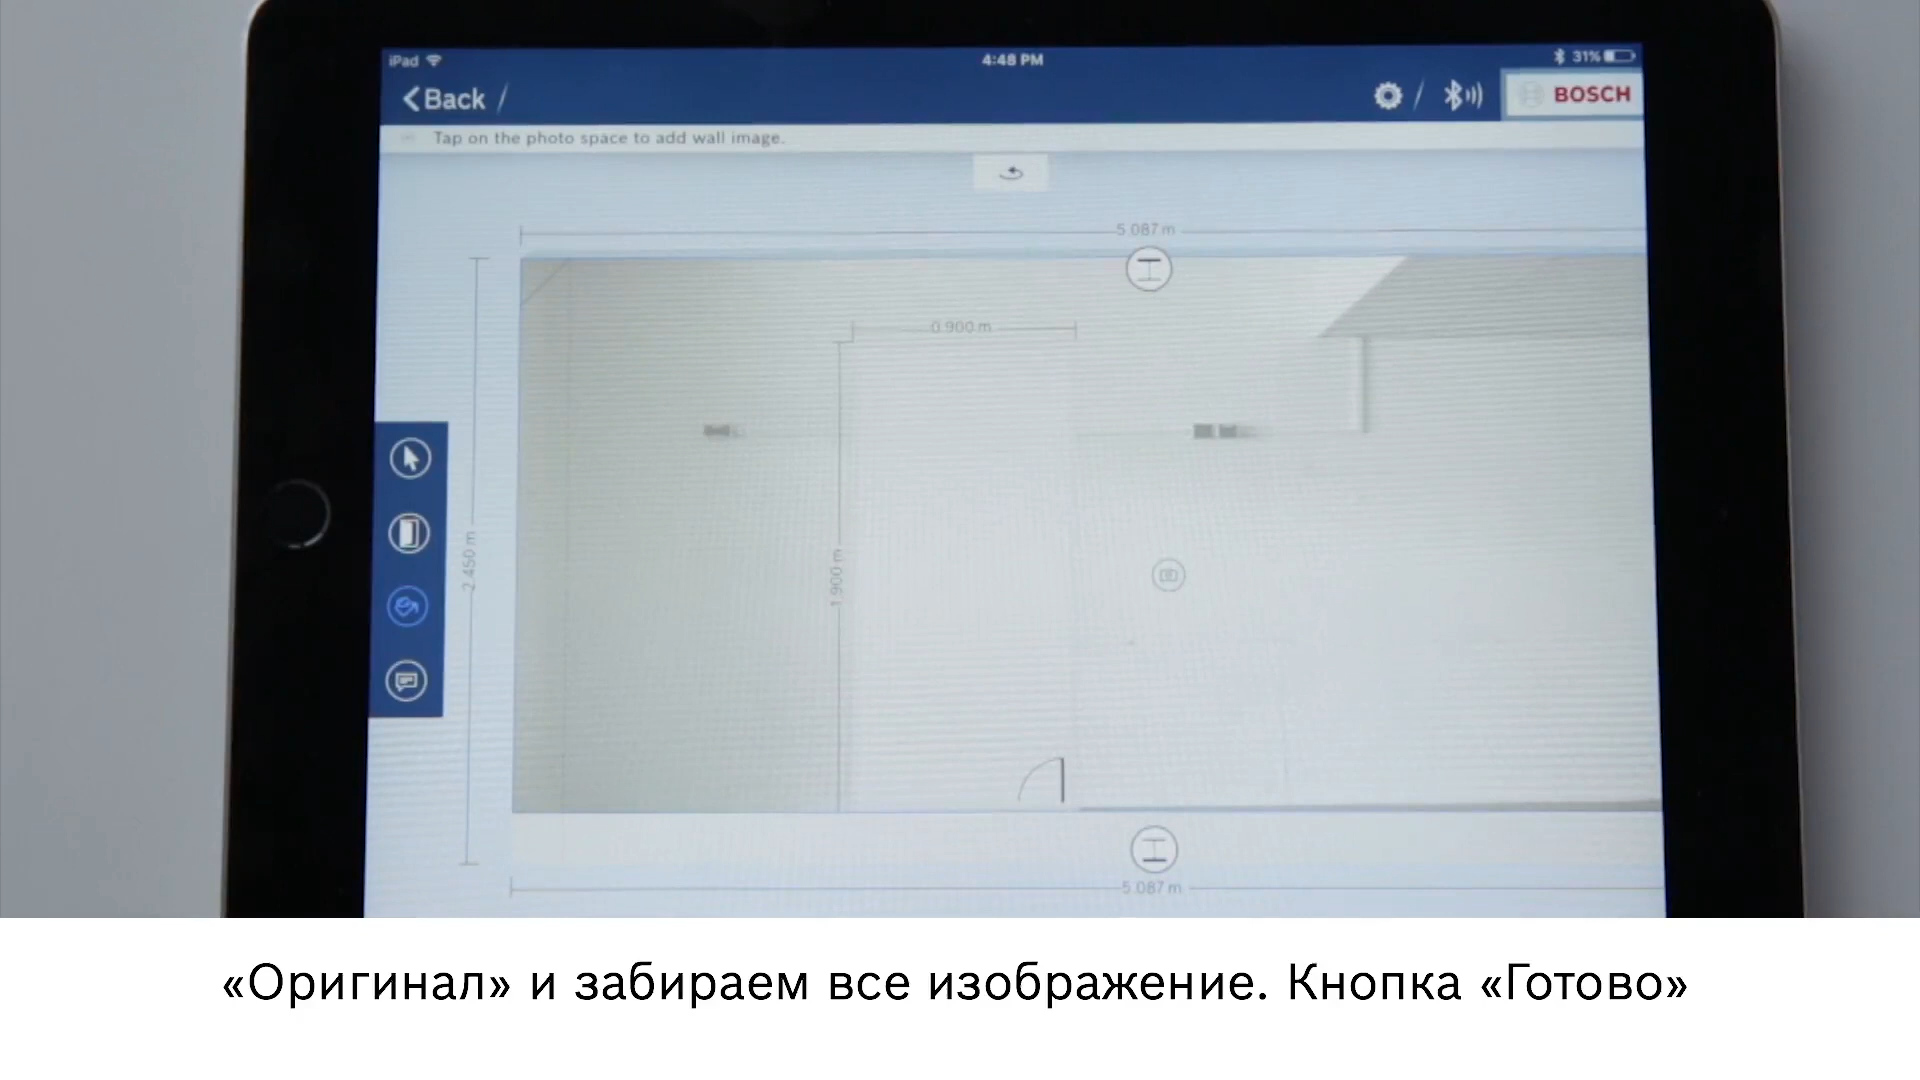 iPad
4:48 PM
31%
Back
BOSCH
Tap on the photo space to add wall image.
5.087 m
0.900 m
2.450 m
1.900 m
5.087 m
«Оригинал» и забираем все изображение. Кнопка «Готово»